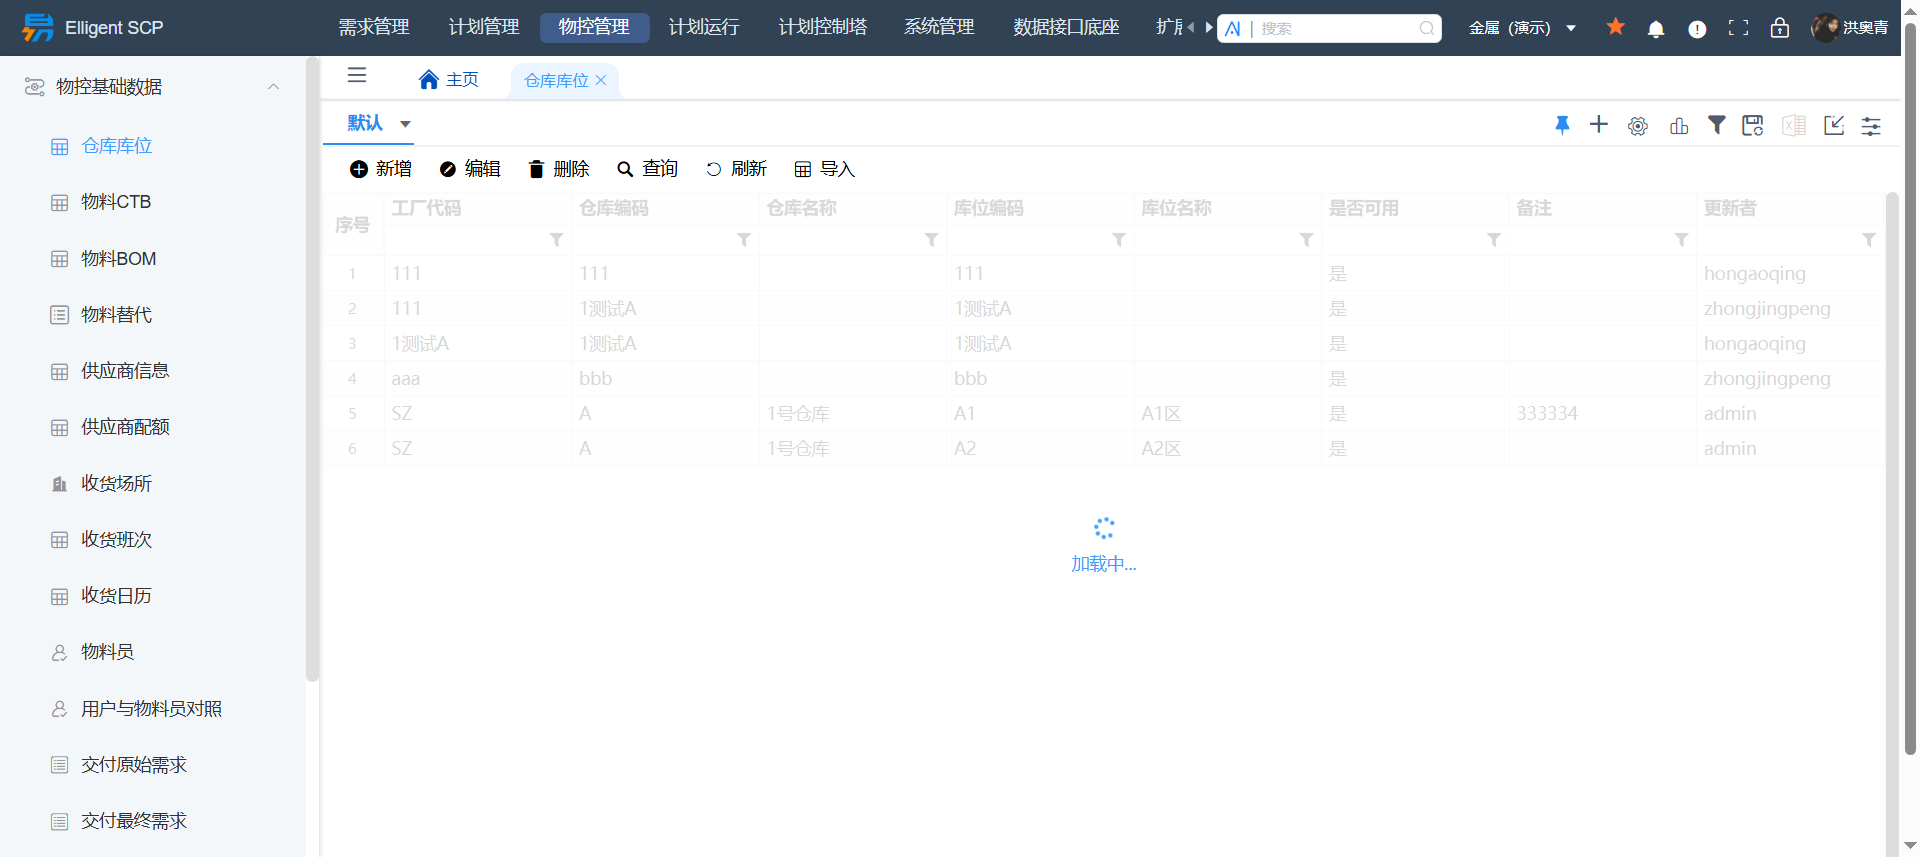 Elligent SCP
需求管理 计划管理 物控管理 计划运行 计划控制塔 系统管理 数据接口底座
搜索
金属（演示）
洪奥青
物控基础数据
仓库库位
物料CTB
物料BOM
物料替代
供应商信息
供应商配额
收货场所
收货班次
收货日历
物料员
用户与物料员对照
交付原始需求
交付最终需求
主页 仓库库位
默认
新增 编辑 删除 查询 刷新 导入
序号 工厂代码 仓库编码 仓库名称 库位编码 库位名称 是否可用 备注 更新者
1 111 111 111 是 hongaoqing
2 111 1测试A 1测试A 是 zhongjingpeng
3 1测试A 1测试A 1测试A 是 hongaoqing
4 aaa bbb bbb 是 zhongjingpeng
5 SZ A 1号仓库 A1 A1区 是 333334 admin
6 SZ A 1号仓库 A2 A2区 是 admin
加载中...